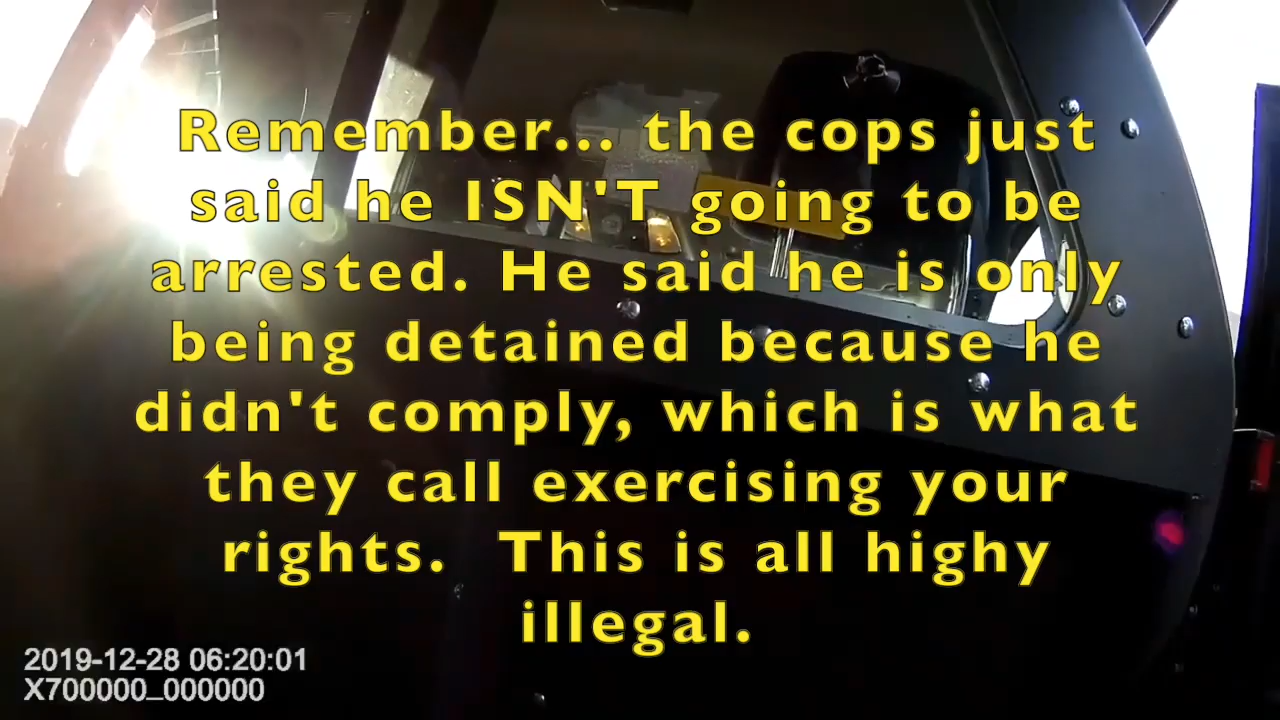 Remember... the cops just
said he ISN'T going to be
arrested. He said he is only
being detained because he
didn't comply, which is what
they call exercising your
rights.  This is all highy
illegal.
2019-12-28 06:20:01
X700000_000000